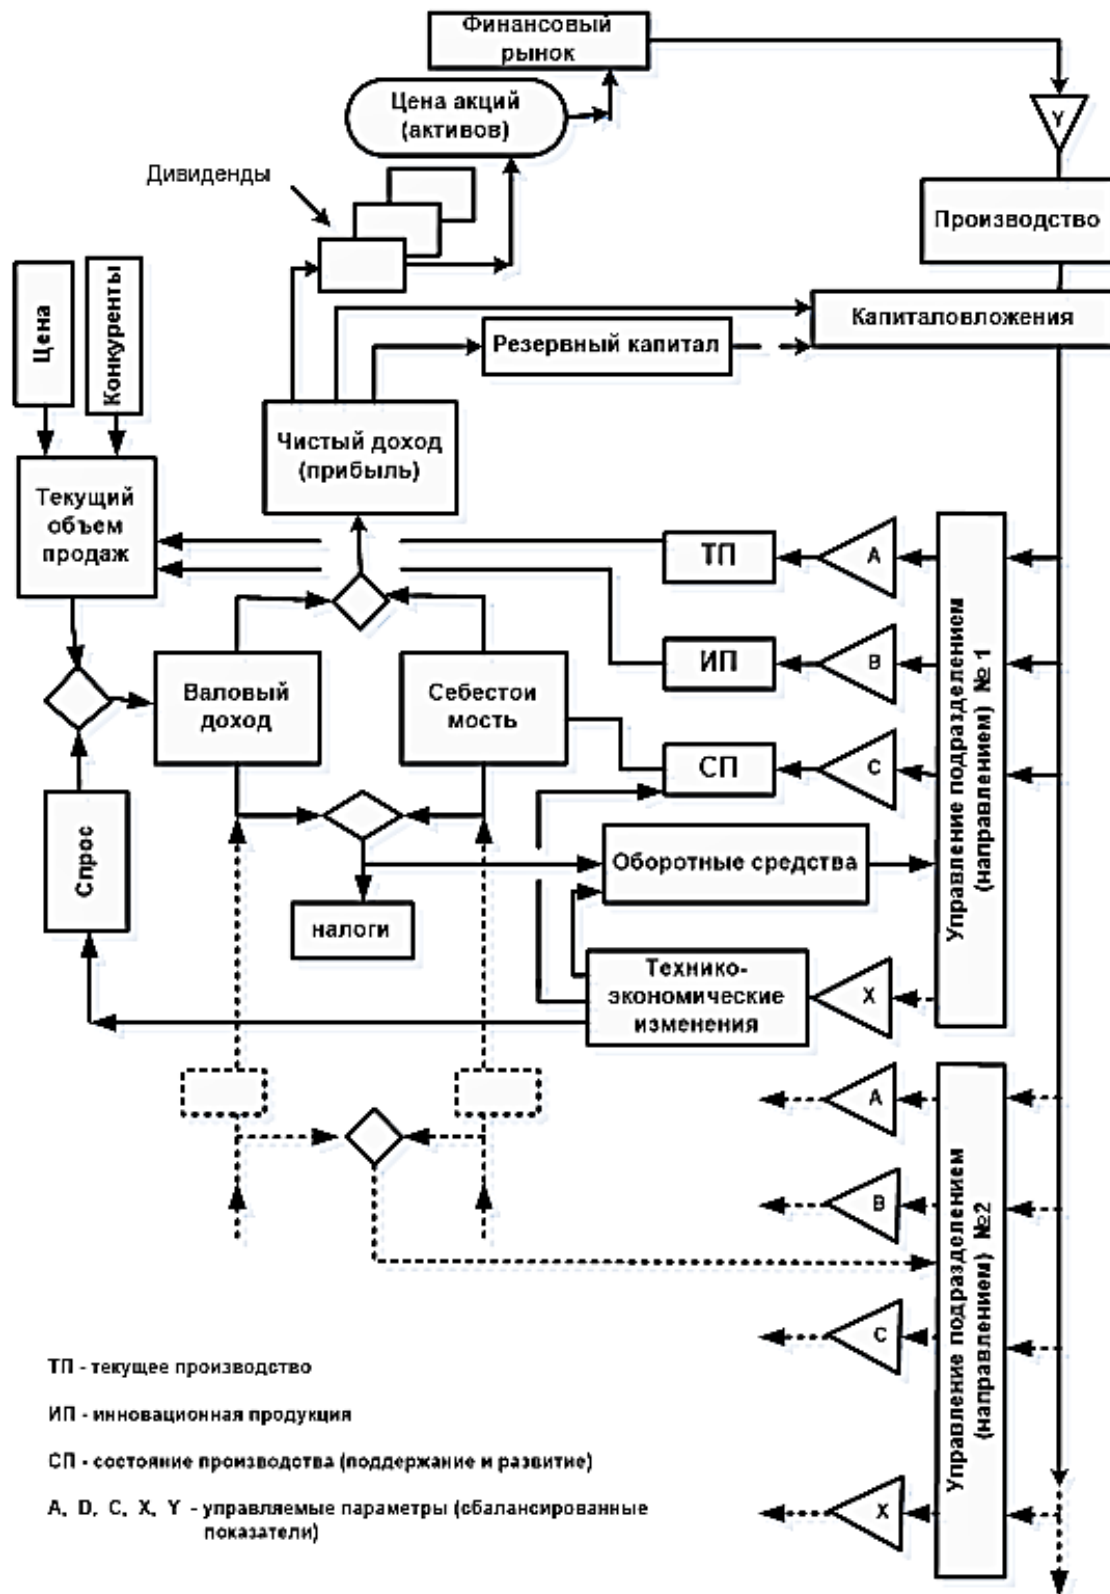 Финансовый
рынок
Цена акций
(активов)
Y
Дивиденды
Производство
Цена
Конкуренты
Капиталовложения
Резервный капитал
Чистый доход
(прибыль)
Текущий
объем
продаж
ТП
A
ИП
B
СП
C
Управление подразделением
(направлением) № 1
Валовый
доход
Себестои
мость
Спрос
Оборотные средства
налоги
Технико-
экономические
изменения
X
A
B
C
X
Управление подразделением
(направлением) №2
ТП - текущее производство
ИП - инновационная продукция
СП - состояние производства (поддержание и развитие)
A, D, C, X, Y - управляемые параметры (сбалансированные
показатели)